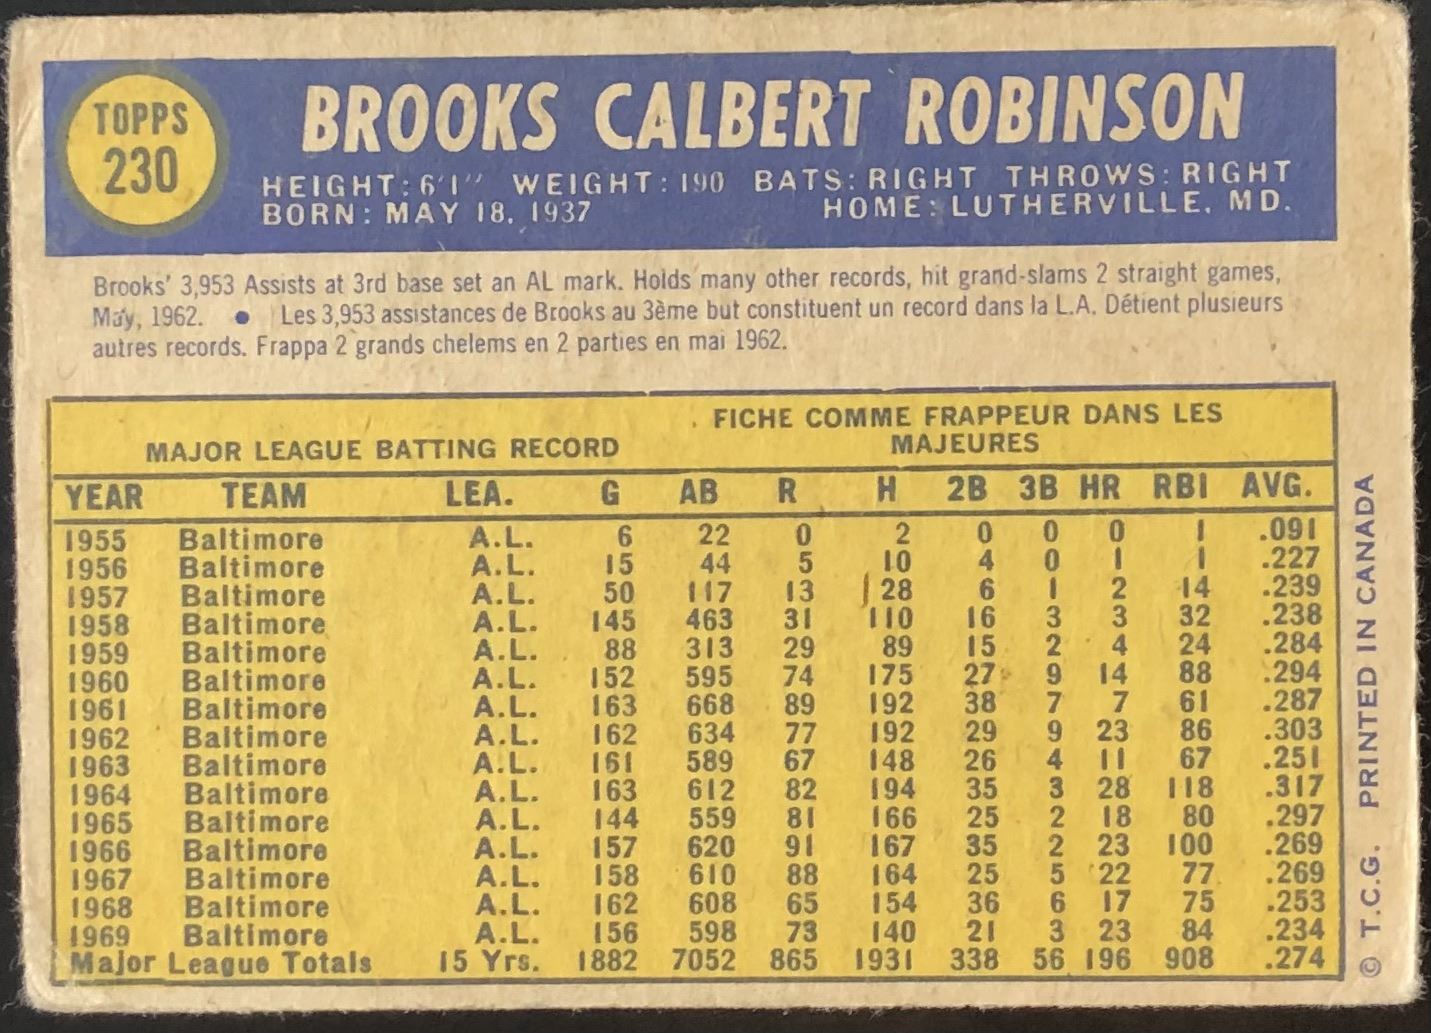 TOPPS
230
BROOKS CALBERT ROBINSON
HEIGHT: 6'1" WEIGHT: 190 BATS: RIGHT THROWS: RIGHT
BORN: MAY 18, 1937 HOME: LUTHERVILLE, MD.
Brooks' 3,953 Assists at 3rd base set an AL mark. Holds many other records, hit grand-slams 2 straight games,
May, 1962. • Les 3,953 assistances de Brooks au 3ème but constituent un record dans la L.A. Détient plusieurs
autres records. Frappa 2 grands chelems en 2 parties en mai 1962.
MAJOR LEAGUE BATTING RECORD
FICHE COMME FRAPPEUR DANS LES
MAJEURES
YEAR TEAM LEA. G AB R H 2B 3B HR RBI AVG.
1955 Baltimore A.L. 6 22 0 2 0 0 0 1 .091
1956 Baltimore A.L. 15 44 5 10 4 0 1 1 .227
1957 Baltimore A.L. 50 117 13 28 6 1 2 14 .239
1958 Baltimore A.L. 145 463 31 110 16 3 3 32 .238
1959 Baltimore A.L. 88 313 29 89 15 2 4 24 .284
1960 Baltimore A.L. 152 595 74 175 27 9 14 88 .294
1961 Baltimore A.L. 163 668 89 192 38 7 7 61 .287
1962 Baltimore A.L. 162 634 77 192 29 9 23 86 .303
1963 Baltimore A.L. 161 589 67 148 26 4 11 67 .251
1964 Baltimore A.L. 163 612 82 194 35 3 28 118 .317
1965 Baltimore A.L. 144 559 81 166 25 2 18 80 .297
1966 Baltimore A.L. 157 620 91 167 35 2 23 100 .269
1967 Baltimore A.L. 158 610 88 164 25 5 22 77 .269
1968 Baltimore A.L. 162 608 65 154 36 6 17 75 .253
1969 Baltimore A.L. 156 598 73 140 21 3 23 84 .234
Major League Totals 15 Yrs. 1882 7052 865 1931 338 56 196 908 .274
© T.C.G. PRINTED IN CANADA